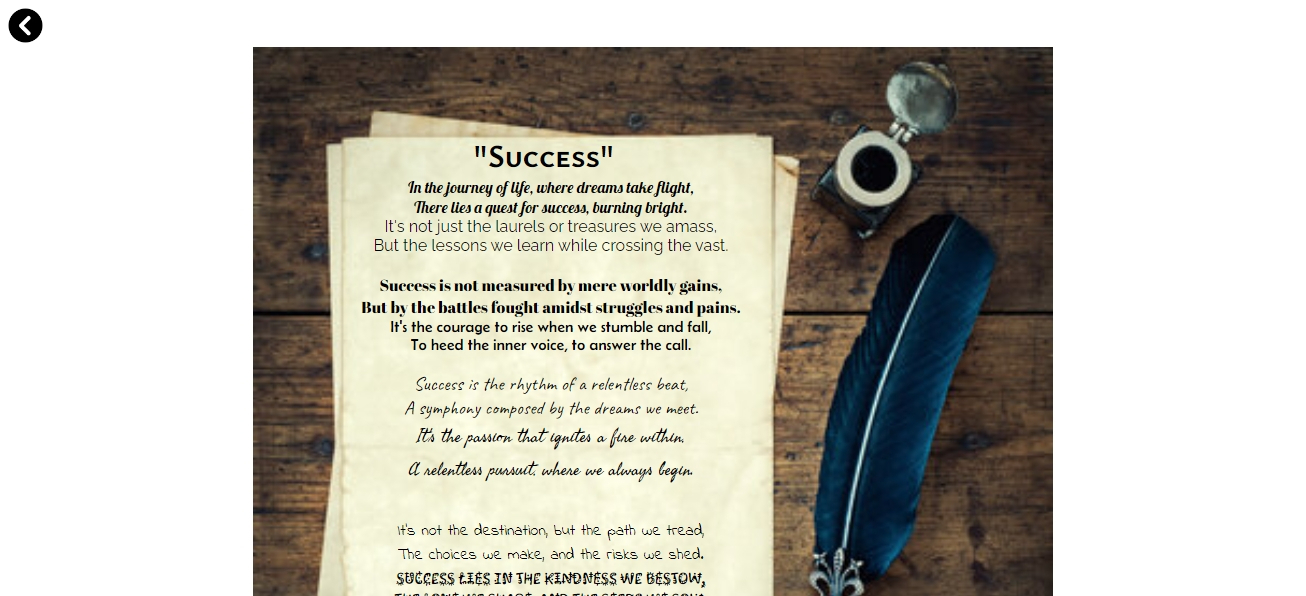 "Success"
In the journey of life, where dreams take flight,
There lies a quest for success, burning bright.
It's not just the laurels or treasures we amass,
But the lessons we learn while crossing the vast.
Success is not measured by mere worldly gains,
But by the battles fought amidst struggles and pains.
It's the courage to rise when we stumble and fall,
To heed the inner voice, to answer the call.
Success is the rhythm of a relentless beat,
A symphony composed by the dreams we meet.
It's the passion that ignites a fire within,
A relentless pursuit, where we always begin.
It's not the destination, but the path we tread,
The choices we make, and the risks we shed.
SUCCESS LIES IN THE KINDNESS WE BESTOW,